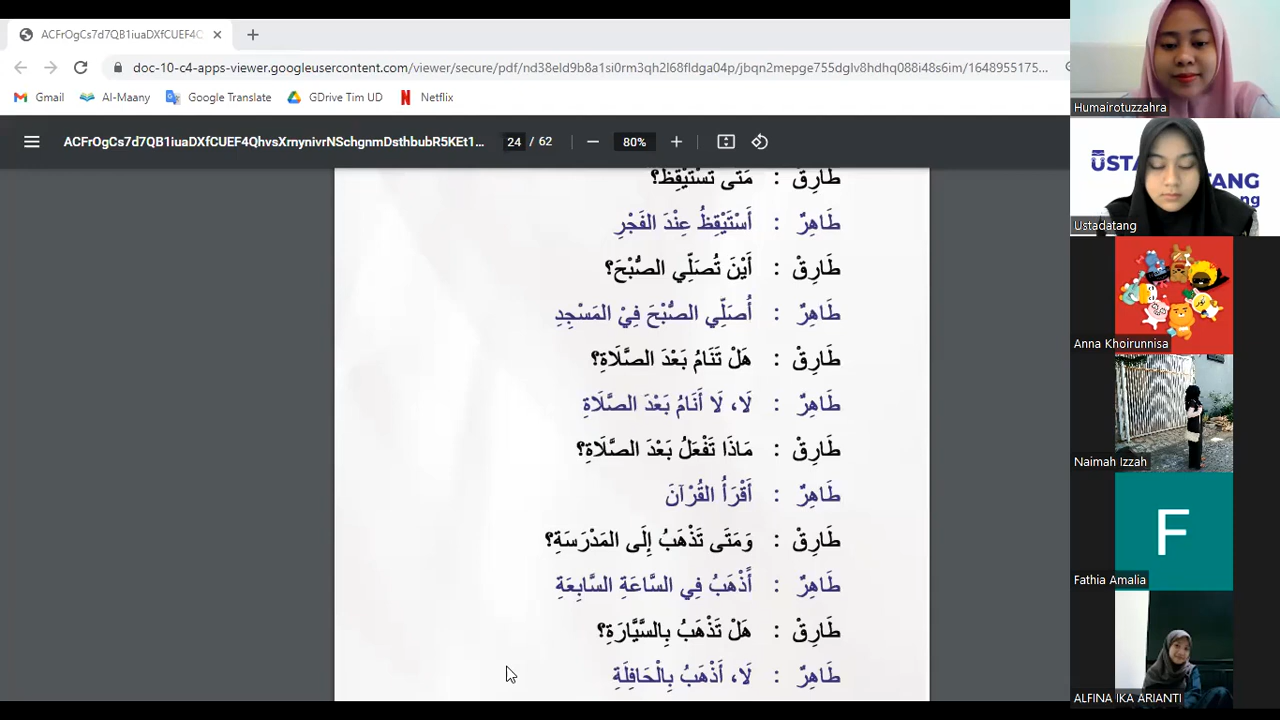 ACFrOgCs7d7QB1iuaDXfCUEF4C
doc-10-c4-apps-viewer.googleusercontent.com/viewer/secure/pdf/nd38eld9b8a1si0rm3qh2l68fldga04p/jbqn2mepge755dglv8hdhq088i48s6im/1648955175...
Gmail Al-Maany Google Translate GDrive Tim UD Netflix
ACFrOgCs7d7QB1iuaDXfCUEF4QhvsXrnynivrNSchgnmDsthbubR5KEt1... 24 / 62 80%
طَارِقْ : مَتَى تَسْتَيْقِظُ؟
طَاهِرٌ : أَسْتَيْقِظُ عِنْدَ الفَجْرِ
طَارِقْ : أَيْنَ تُصَلِّي الصُّبْحَ؟
طَاهِرٌ : أُصَلِّي الصُّبْحَ فِيْ المَسْجِدِ
طَارِقْ : هَلْ تَنَامُ بَعْدَ الصَّلَاةِ؟
طَاهِرٌ : لَا، لَا أَنَامُ بَعْدَ الصَّلَاةِ
طَارِقْ : مَاذَا تَفْعَلُ بَعْدَ الصَّلَاةِ؟
طَاهِرٌ : أَقْرَأُ القُرْآنَ
طَارِقْ : وَمَتَى تَذْهَبُ إِلَى المَدْرَسَةِ؟
طَاهِرٌ : أَذْهَبُ فِي السَّاعَةِ السَّابِعَةِ
طَارِقْ : هَلْ تَذْهَبُ بِالسَّيَّارَةِ؟
طَاهِرٌ : لَا، أَذْهَبُ بِالْحَافِلَةِ
Humairotuzzahra
Ustadatang
Anna Khoirunnisa
Naimah Izzah
F
Fathia Amalia
ALFINA IKA ARIANTI